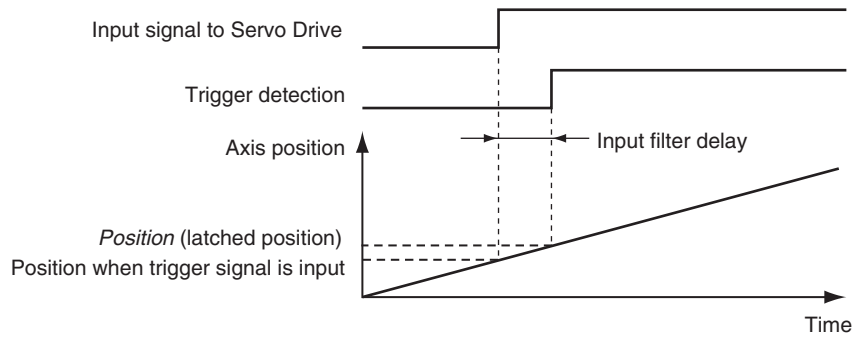 Input signal to Servo Drive
Trigger detection
Input filter delay
Axis position
Position (latched position)
Position when trigger signal is input
Time